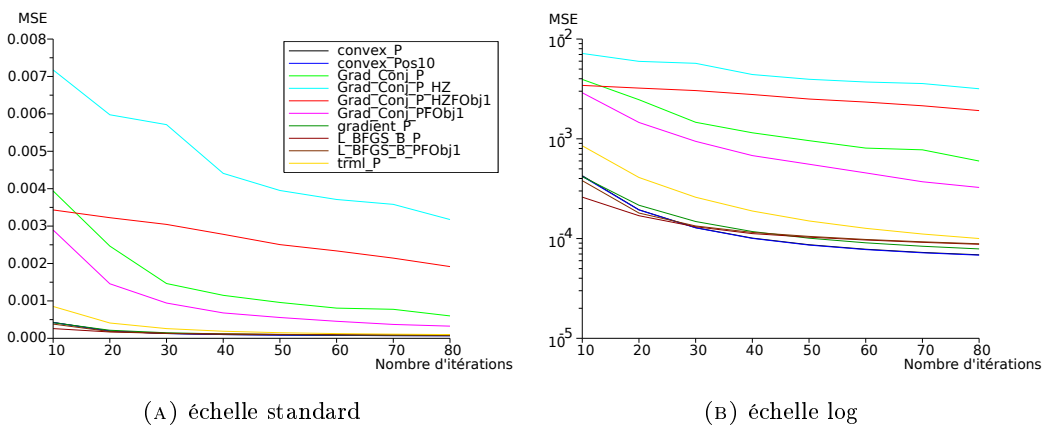 MSE
0.008
0.007
0.006
0.005
0.004
0.003
0.002
0.001
0.000
10 20 30 40 50 60 70 80
Nombre d'itérations
convex_P
convex_Pos10
Grad_Conj_P
Grad_Conj_P_HZ
Grad_Conj_P_HZFObj1
Grad_Conj_PFObj1
gradient_P
L_BFGS_B_P
L_BFGS_B_PFObj1
trml_P
(A) échelle standard
MSE
10-2
10-3
10-4
10-5
10 20 30 40 50 60 70 80
Nombre d'itérations
(B) échelle log